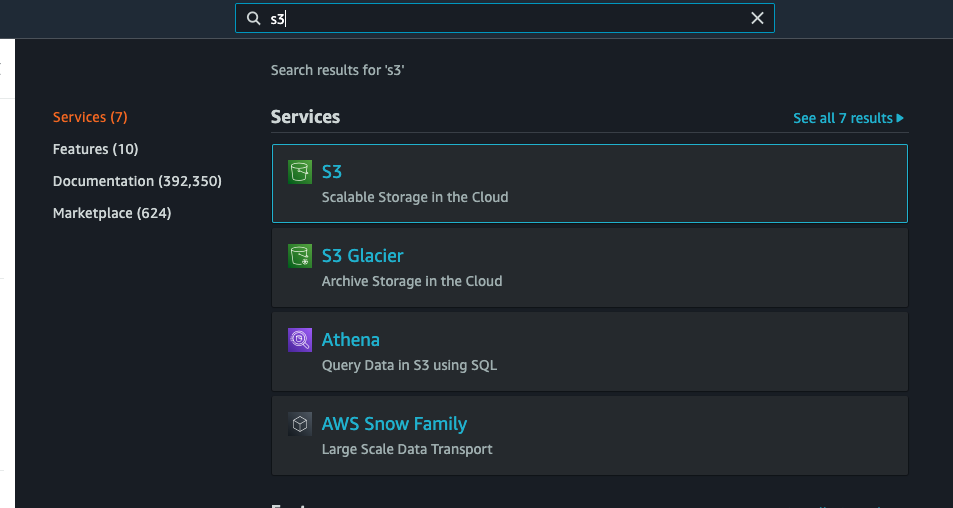 s3
Search results for 's3'
Services (7)
Features (10)
Documentation (392,350)
Marketplace (624)
Services
See all 7 results
S3
Scalable Storage in the Cloud
S3 Glacier
Archive Storage in the Cloud
Athena
Query Data in S3 using SQL
AWS Snow Family
Large Scale Data Transport